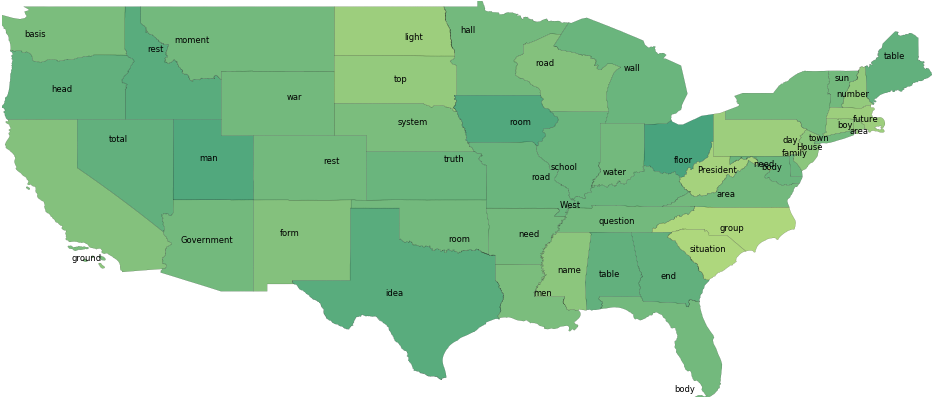 basis
rest
moment
light
hall
road
wall
table
sun
number
head
war
top
system
room
total
man
rest
truth
road
school
water
floor
President
need
body
family
House
day
town
boy
area
future
area
West
question
group
situation
Government
form
room
need
name
table
end
ground
idea
men
body